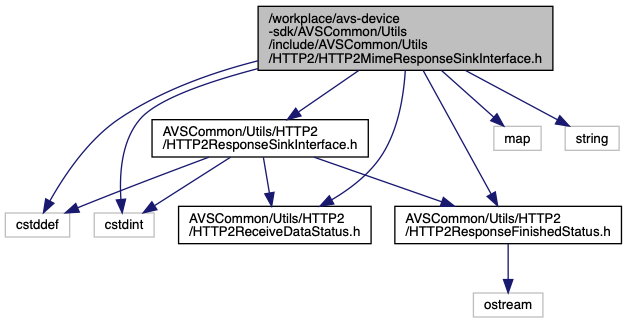 /workplace/avs-device
-sdk/AVSCommon/Utils
/include/AVSCommon/Utils
/HTTP2/HTTP2MimeResponseSinkInterface.h
AVSCommon/Utils/HTTP2
/HTTP2ResponseSinkInterface.h
map
string
cstddef
cstdint
AVSCommon/Utils/HTTP2
/HTTP2ReceiveDataStatus.h
AVSCommon/Utils/HTTP2
/HTTP2ResponseFinishedStatus.h
ostream